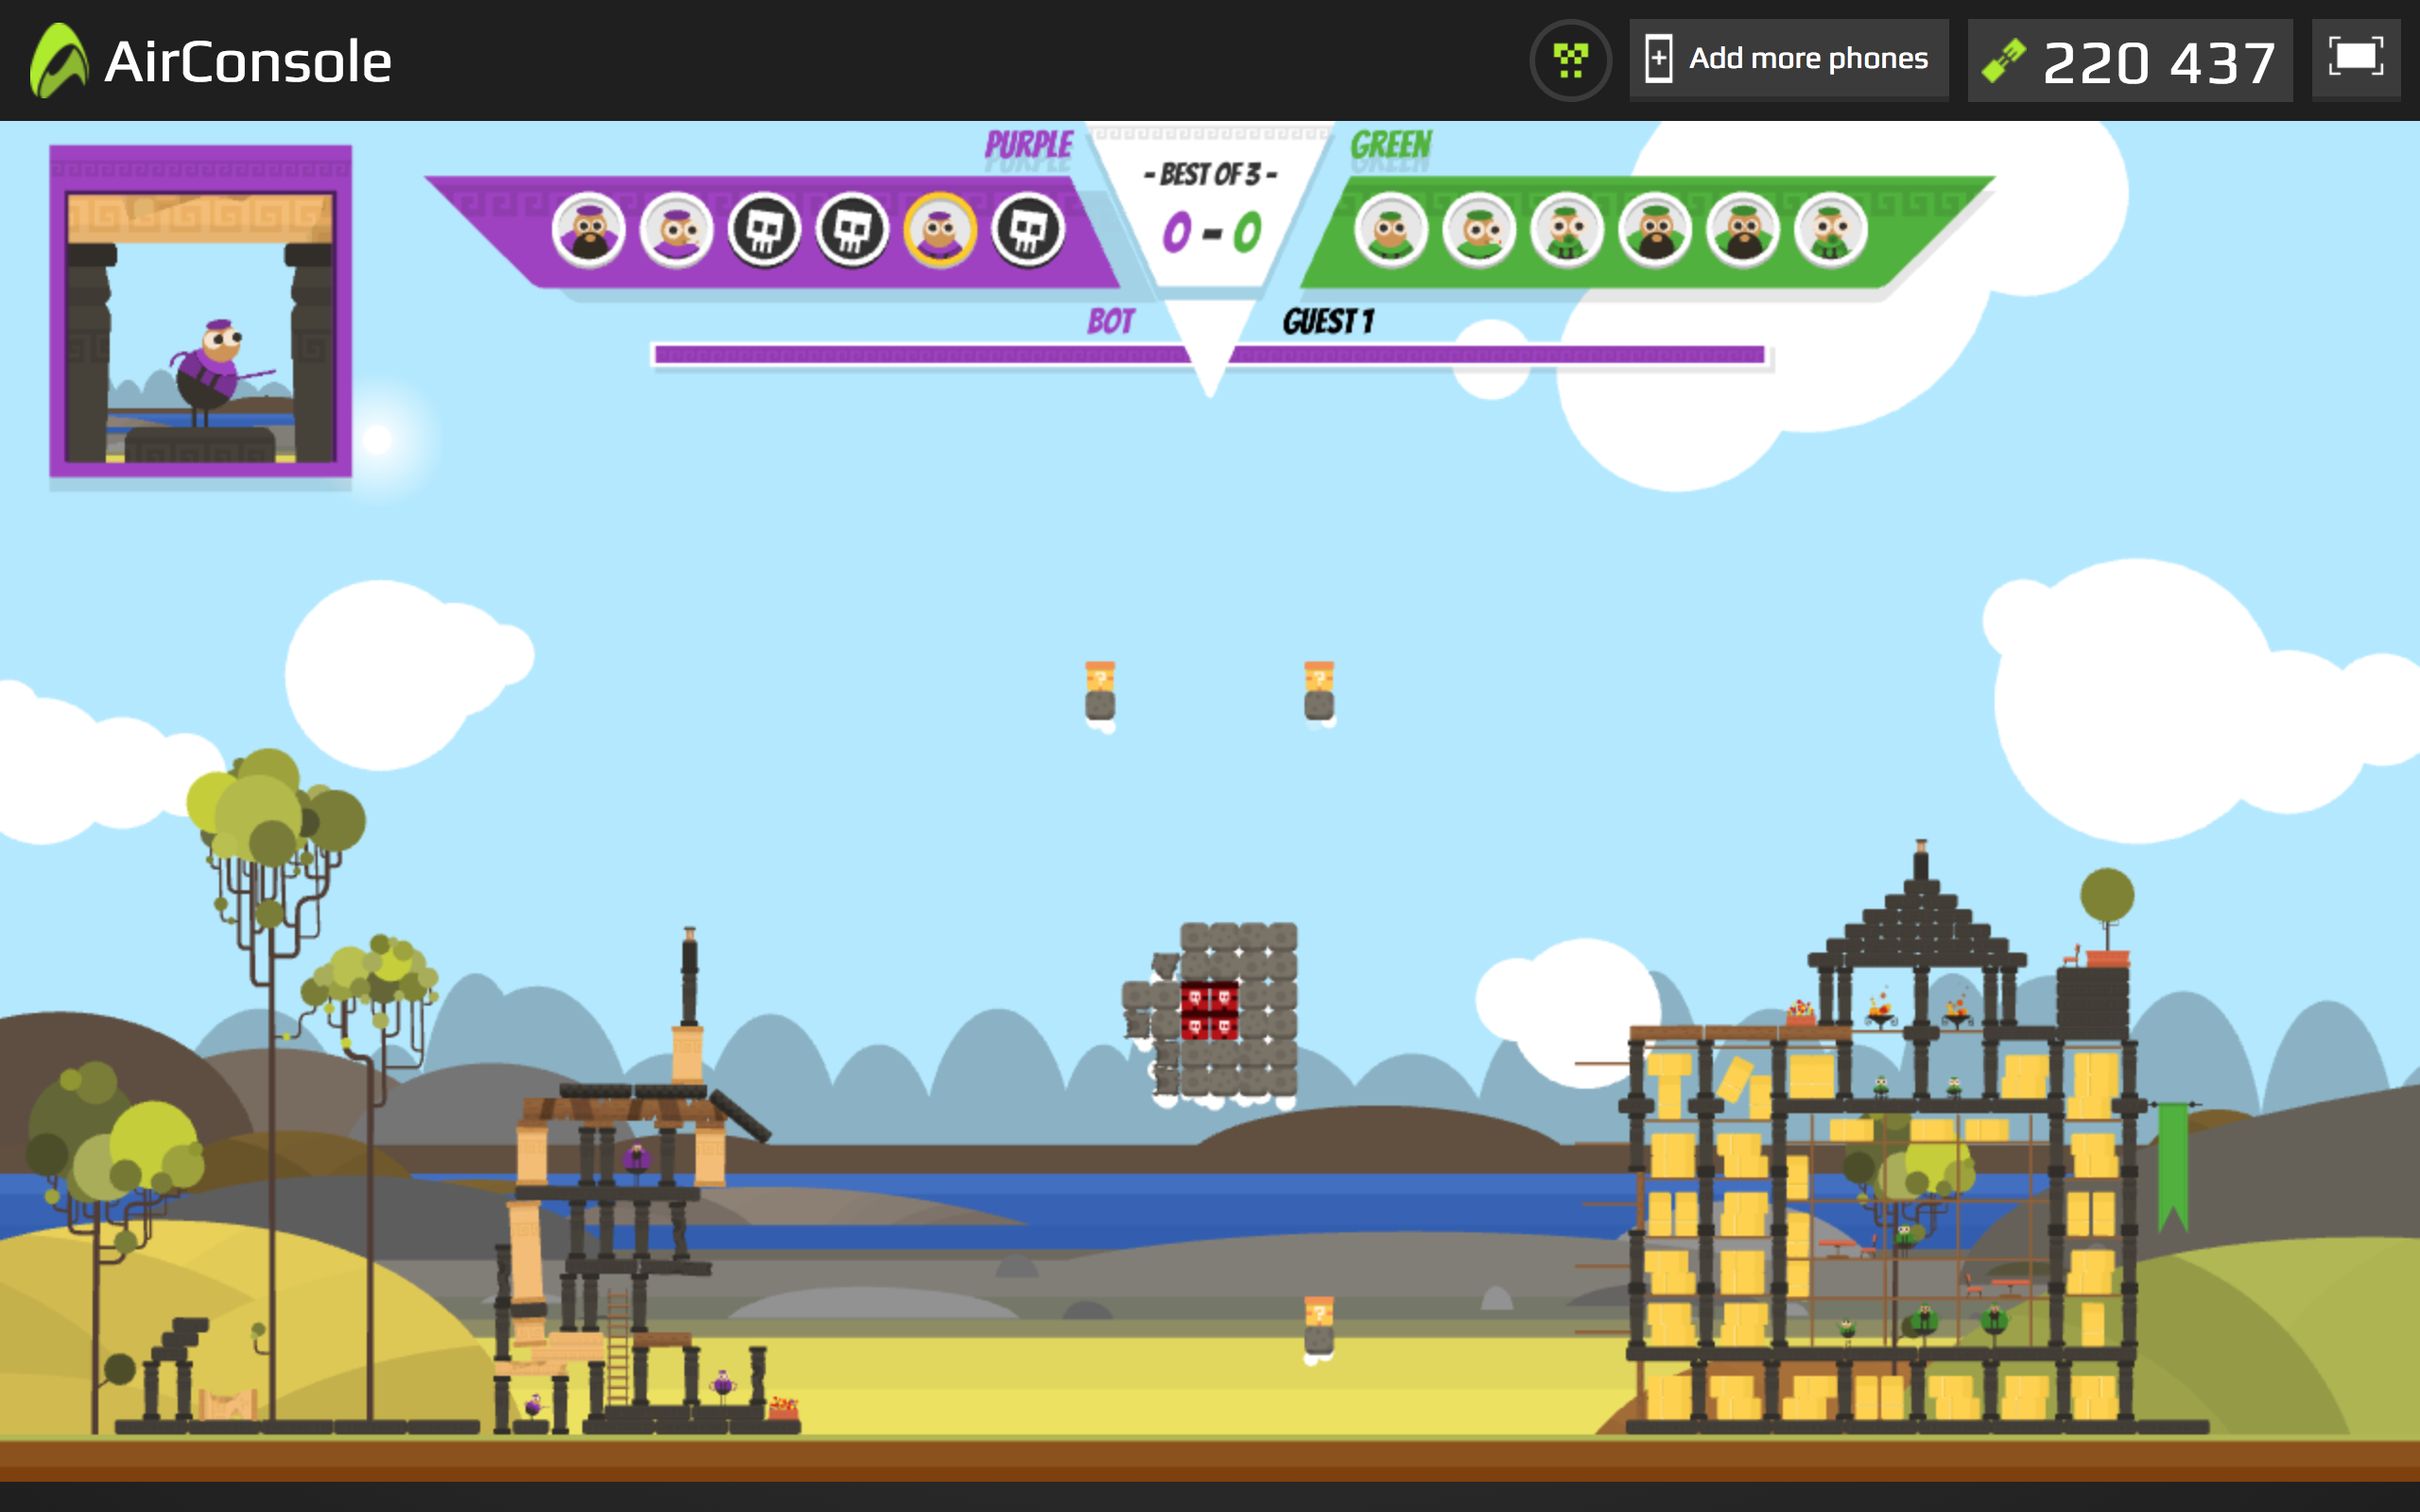 AirConsole
Add more phones
220 437
PURPLE
- BEST OF 3 -
GREEN
0 - 0
BOT
GUEST 1
?
?
?